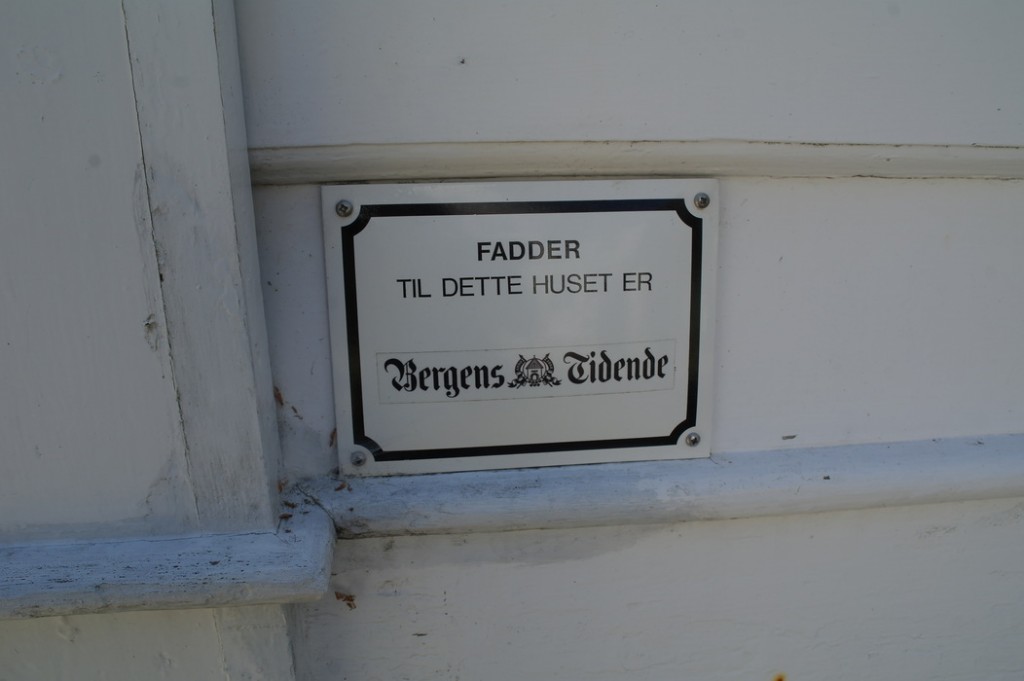 FADDER
TIL DETTE HUSET ER
Bergens Tidende